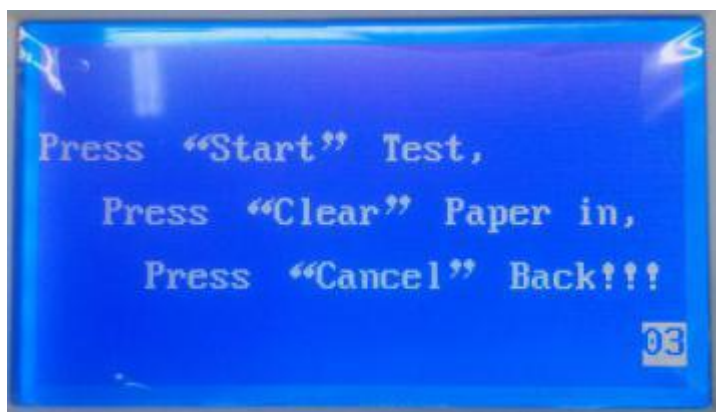 Press “Start” Test,
Press “Clear” Paper in,
Press “Cancel” Back!!!
03